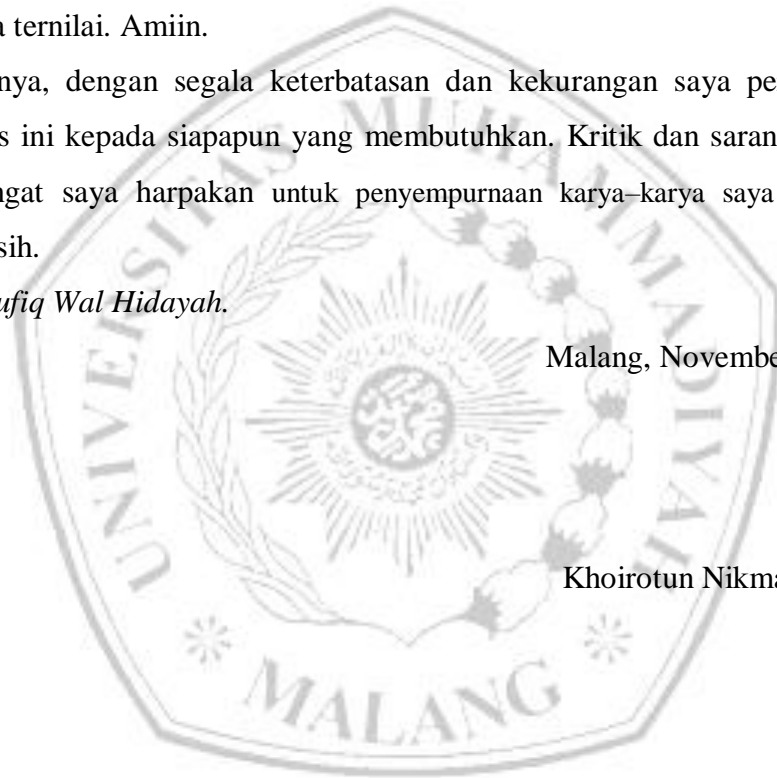 a ternilai. Amiin.
nya, dengan segala keterbatasan dan kekurangan saya pe
s ini kepada siapapun yang membutuhkan. Kritik dan saran
ngat saya harpakan untuk penyempurnaan karya–karya saya
sih.
ufiq Wal Hidayah.
Malang, Novembe
Khoirotun Nikma
UNIVERSITAS MUHAMMADIYAH
MALANG